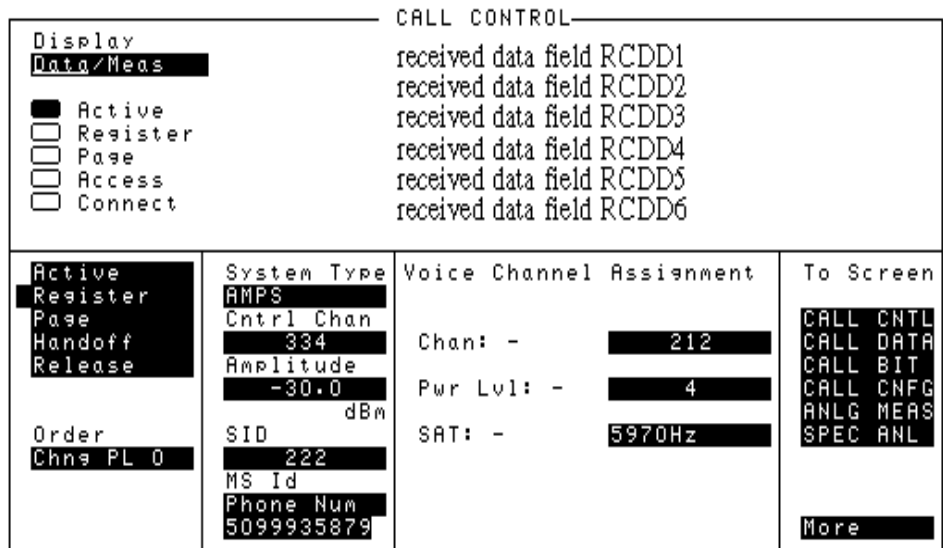 CALL CONTROL
Display
Data/Meas
Active
Register
Page
Access
Connect
received data field RCDD1
received data field RCDD2
received data field RCDD3
received data field RCDD4
received data field RCDD5
received data field RCDD6
Active
Register
Page
Handoff
Release
Order
Chng PL 0
System Type
AMPS
Cntrl Chan
334
Amplitude
-30.0
dBm
SID
222
MS Id
Phone Num
5099935879
Voice Channel Assignment
Chan: - 212
Pwr Lvl: - 4
SAT: - 5970Hz
To Screen
CALL CNTL
CALL DATA
CALL BIT
CALL CNFG
ANLG MEAS
SPEC ANL
More